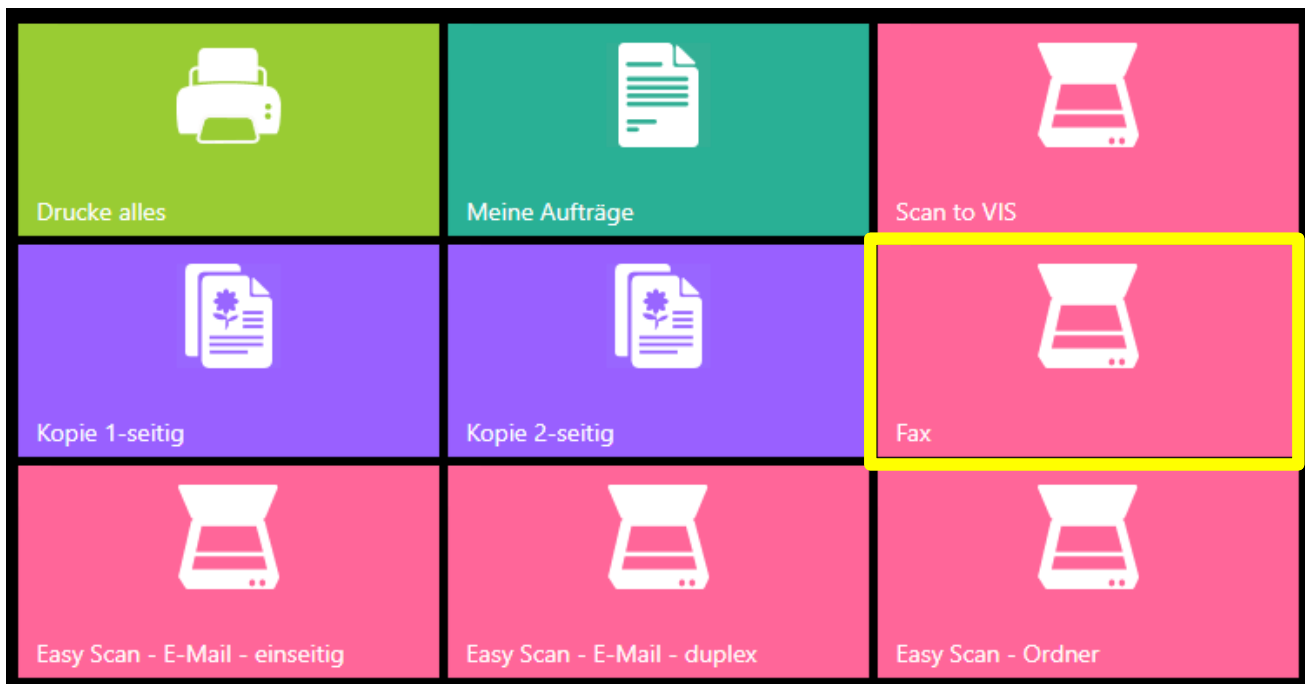 Drucke alles
Meine Aufträge
Scan to VIS
Kopie 1-seitig
Kopie 2-seitig
Fax
Easy Scan - E-Mail - einseitig
Easy Scan - E-Mail - duplex
Easy Scan - Ordner